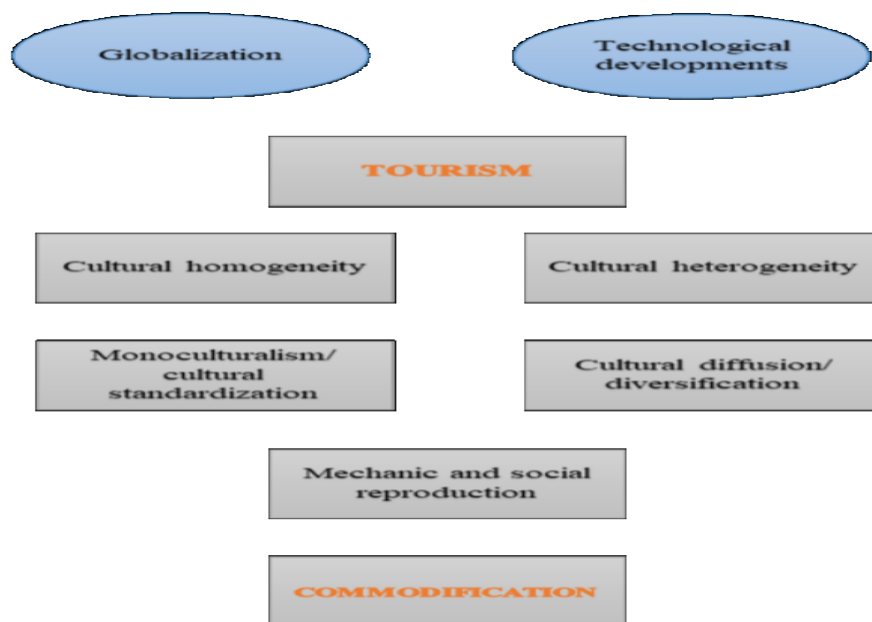 Globalization
Technological
developments
TOURISM
Cultural homogeneity
Cultural heterogeneity
Monoculturalism/
cultural
standardization
Cultural diffusion/
diversification
Mechanic and social
reproduction
COMMODIFICATION